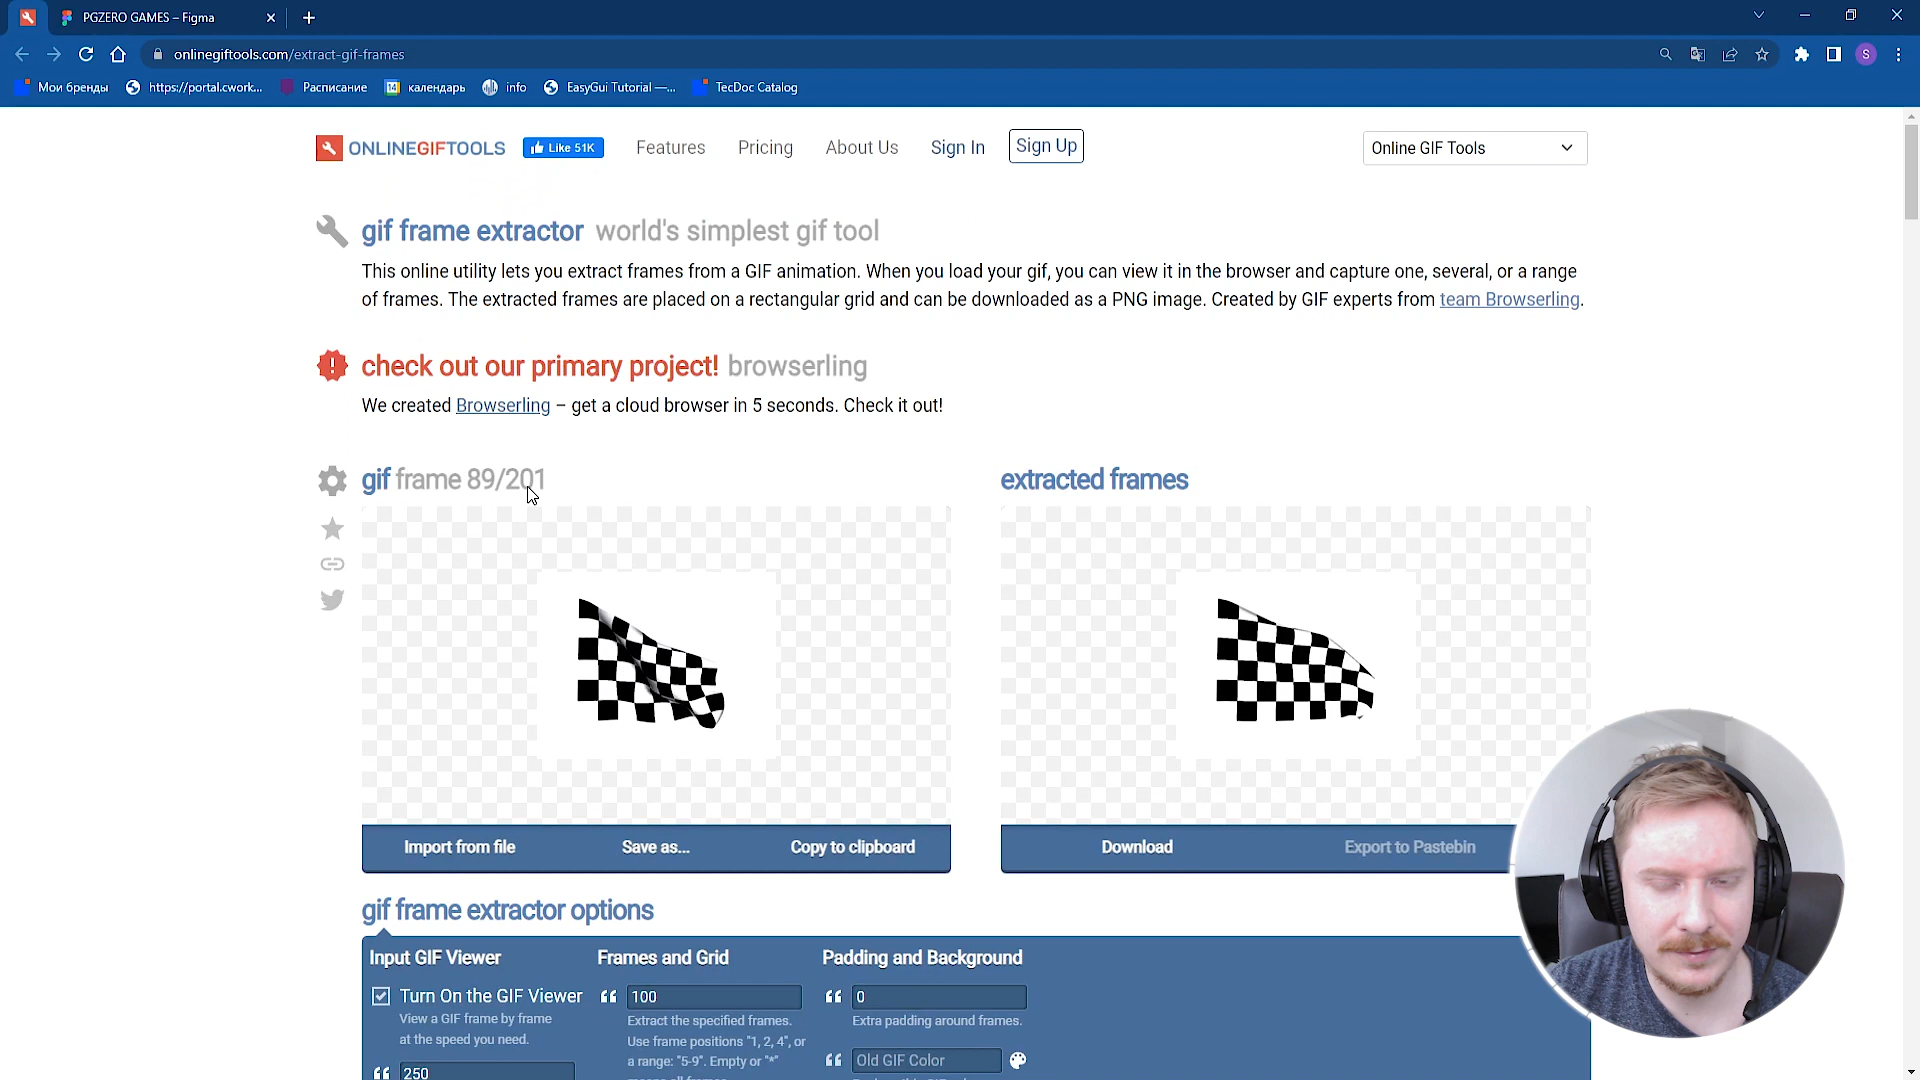 PGZERO GAMES – Figma
onlinegiftools.com/extract-gif-frames
S
Мои бренды
https://portal.cwork...
Расписание
14
календарь
info
EasyGui Tutorial —...
TecDoc Catalog
ONLINEGIFTOOLS
Like 51K
Features
Pricing
About Us
Sign In
Sign Up
Online GIF Tools
gif frame extractor world's simplest gif tool
This online utility lets you extract frames from a GIF animation. When you load your gif, you can view it in the browser and capture one, several, or a range
of frames. The extracted frames are placed on a rectangular grid and can be downloaded as a PNG image. Created by GIF experts from team Browserling.
check out our primary project! browserling
We created Browserling – get a cloud browser in 5 seconds. Check it out!
gif frame 89/201
extracted frames
Import from file
Save as...
Copy to clipboard
Download
Export to Pastebin
gif frame extractor options
Input GIF Viewer
Frames and Grid
Padding and Background
Turn On the GIF Viewer
View a GIF frame by frame
at the speed you need.
250
100
Extract the specified frames.
Use frame positions "1, 2, 4", or
a range: "5-9". Empty or "*"
0
Extra padding around frames.
Old GIF Color